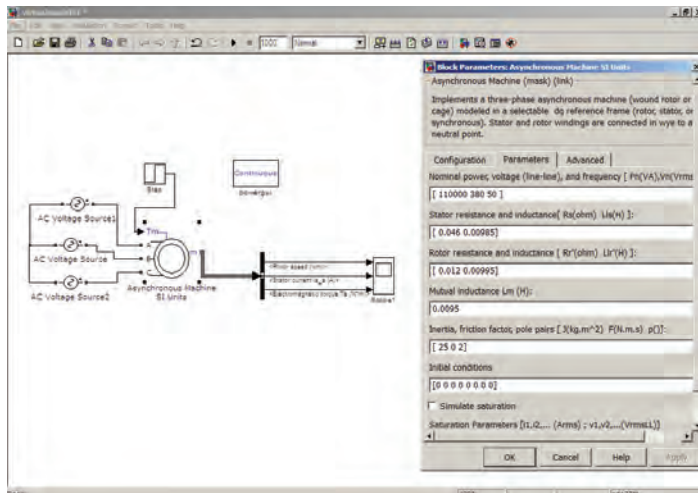 1000
Normal
Step
Continuous
powergui
AC Voltage Source1
AC Voltage Source
AC Voltage Source2
Tm
A
B
C
m
Asynchronous Machine
SI Units
<Rotor speed (wm)>
Block Parameters: Asynchronous Machine SI Units
Asynchronous Machine (mask) (link)
Implements a three-phase asynchronous machine (wound rotor or
cage) modeled in a selectable dq reference frame (rotor, stator, or
synchronous). Stator and rotor windings are connected in wye to a
neutral point.
Configuration Parameters Advanced
Nominal power, voltage (line-line), and frequency [ Pn(VA),Vn(Vrms
[ 110000 380 50 ]
Stator resistance and inductance[ Rs(ohm) Lls(H) ]:
[ 0.046 0.00985]
Rotor resistance and inductance [ Rr'(ohm) Llr'(H) ]:
[ 0.012 0.00995]
Mutual inductance Lm (H):
0.0095
Inertia, friction factor, pole pairs [ J(kg.m^2) F(N.m.s) p()]:
[ 25 0 2]
Initial conditions
[0 0 0 0 0 0 0 0]
Simulate saturation
Saturation Parameters [i1,i2,... (Arms) ; v1,v2,...(VrmsLL)]
OK Cancel Help Apply